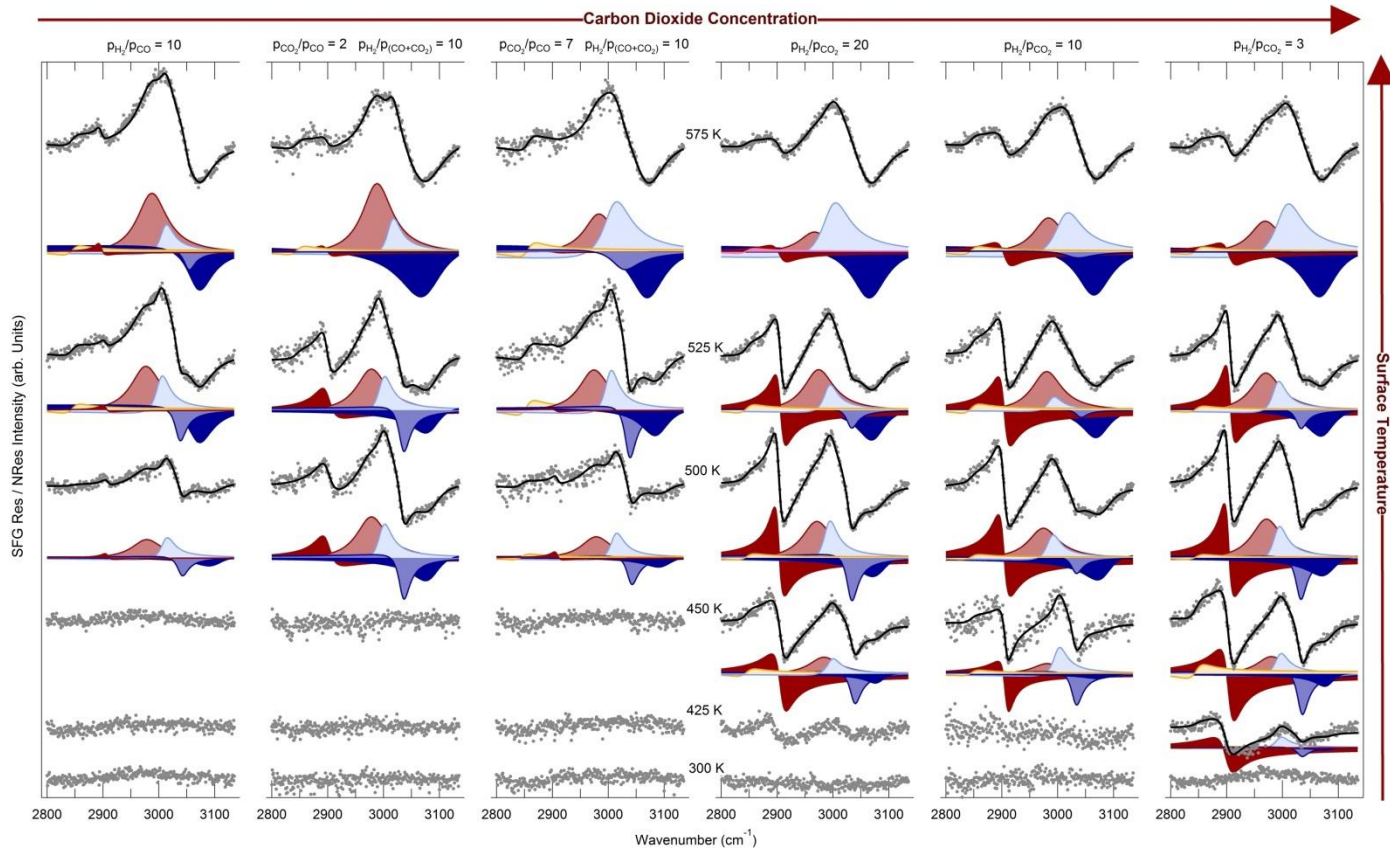 Carbon Dioxide Concentration
pH₂/pCO = 10
pCO₂/pCO = 2 pH₂/p(CO+CO₂) = 10
pCO₂/pCO = 7 pH₂/p(CO+CO₂) = 10
pH₂/pCO₂ = 20
pH₂/pCO₂ = 10
pH₂/pCO₂ = 3
575 K
525 K
500 K
450 K
425 K
300 K
SFG Res / NRes Intensity (arb. Units)
Surface Temperature
2800 2900 3000 3100
2800 2900 3000 3100
2800 2900 3000 3100
2800 2900 3000 3100
2800 2900 3000 3100
2800 2900 3000 3100
Wavenumber (cm⁻¹)